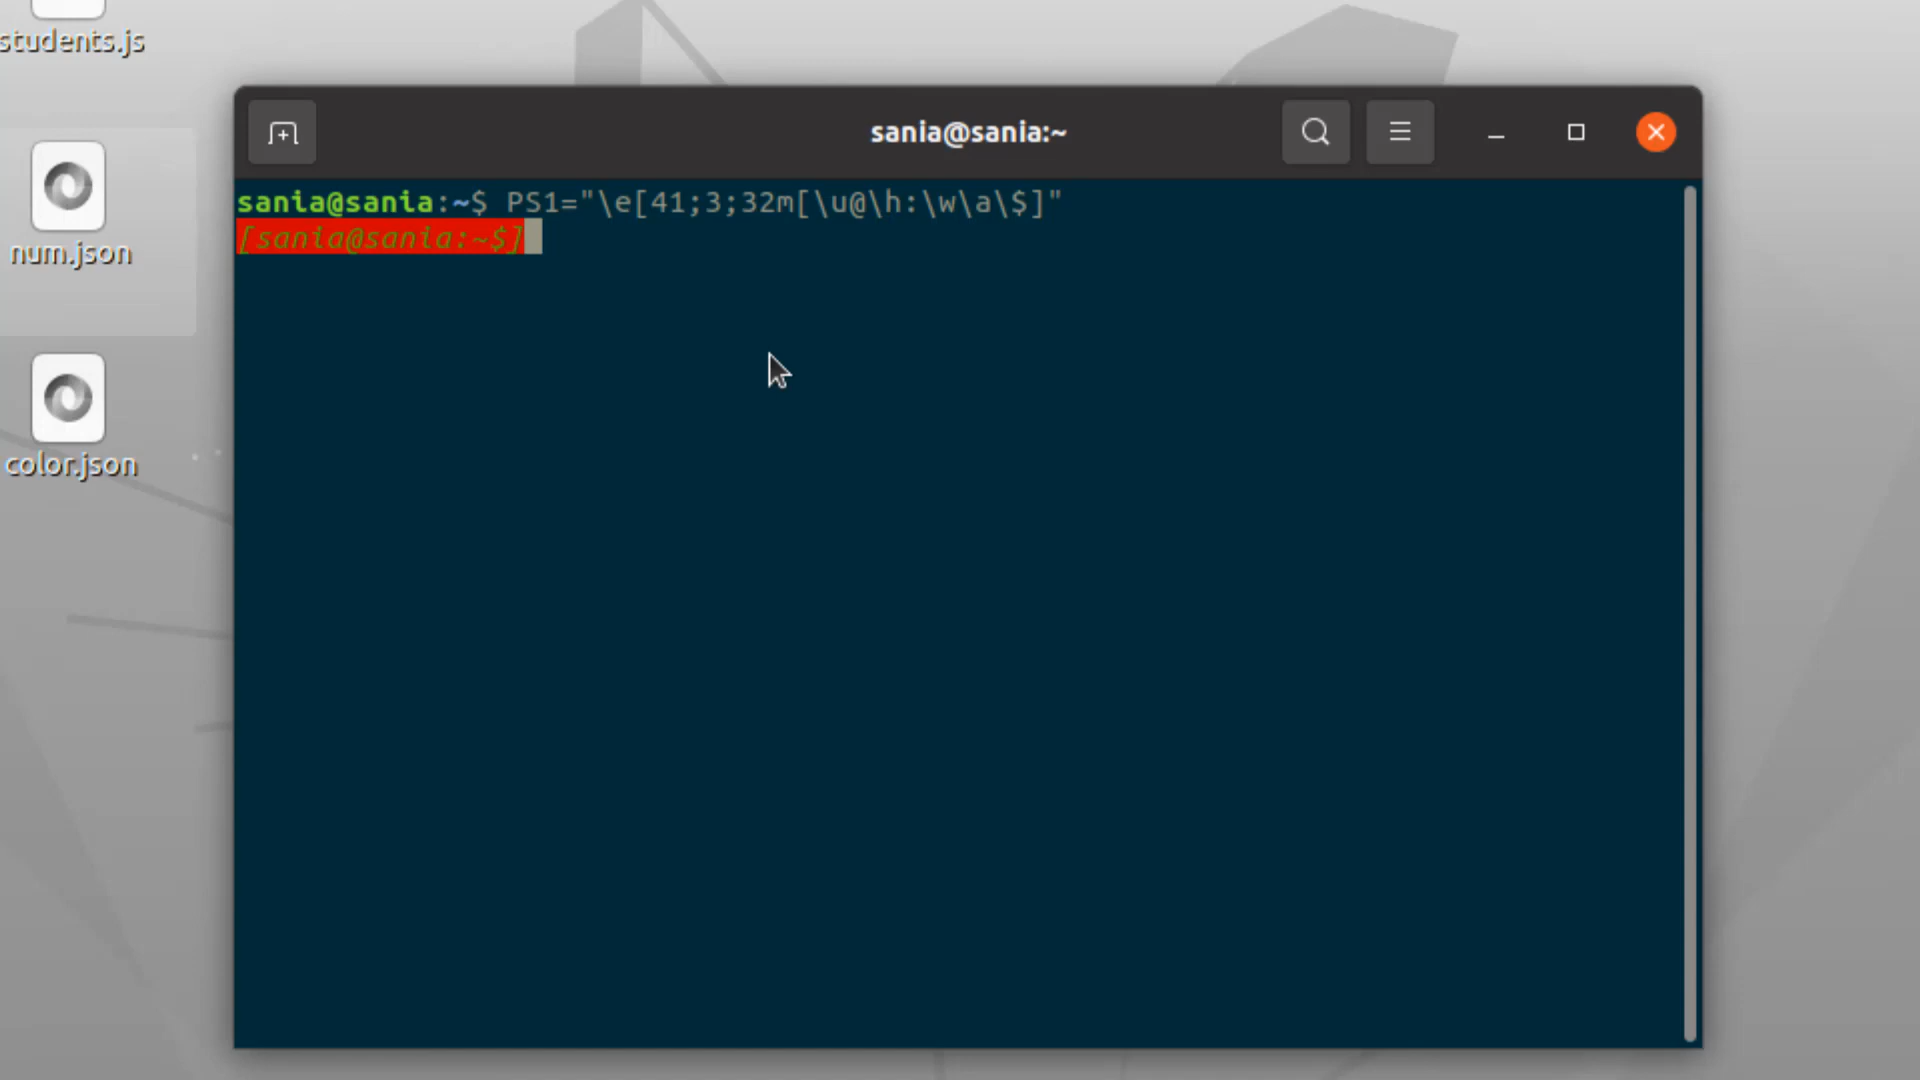 students.js
num.json
color.json
sania@sania:~
sania@sania:~$ PS1="\e[41;3;32m[\u@\h:\w\a\$]"
[sania@sania:~$]